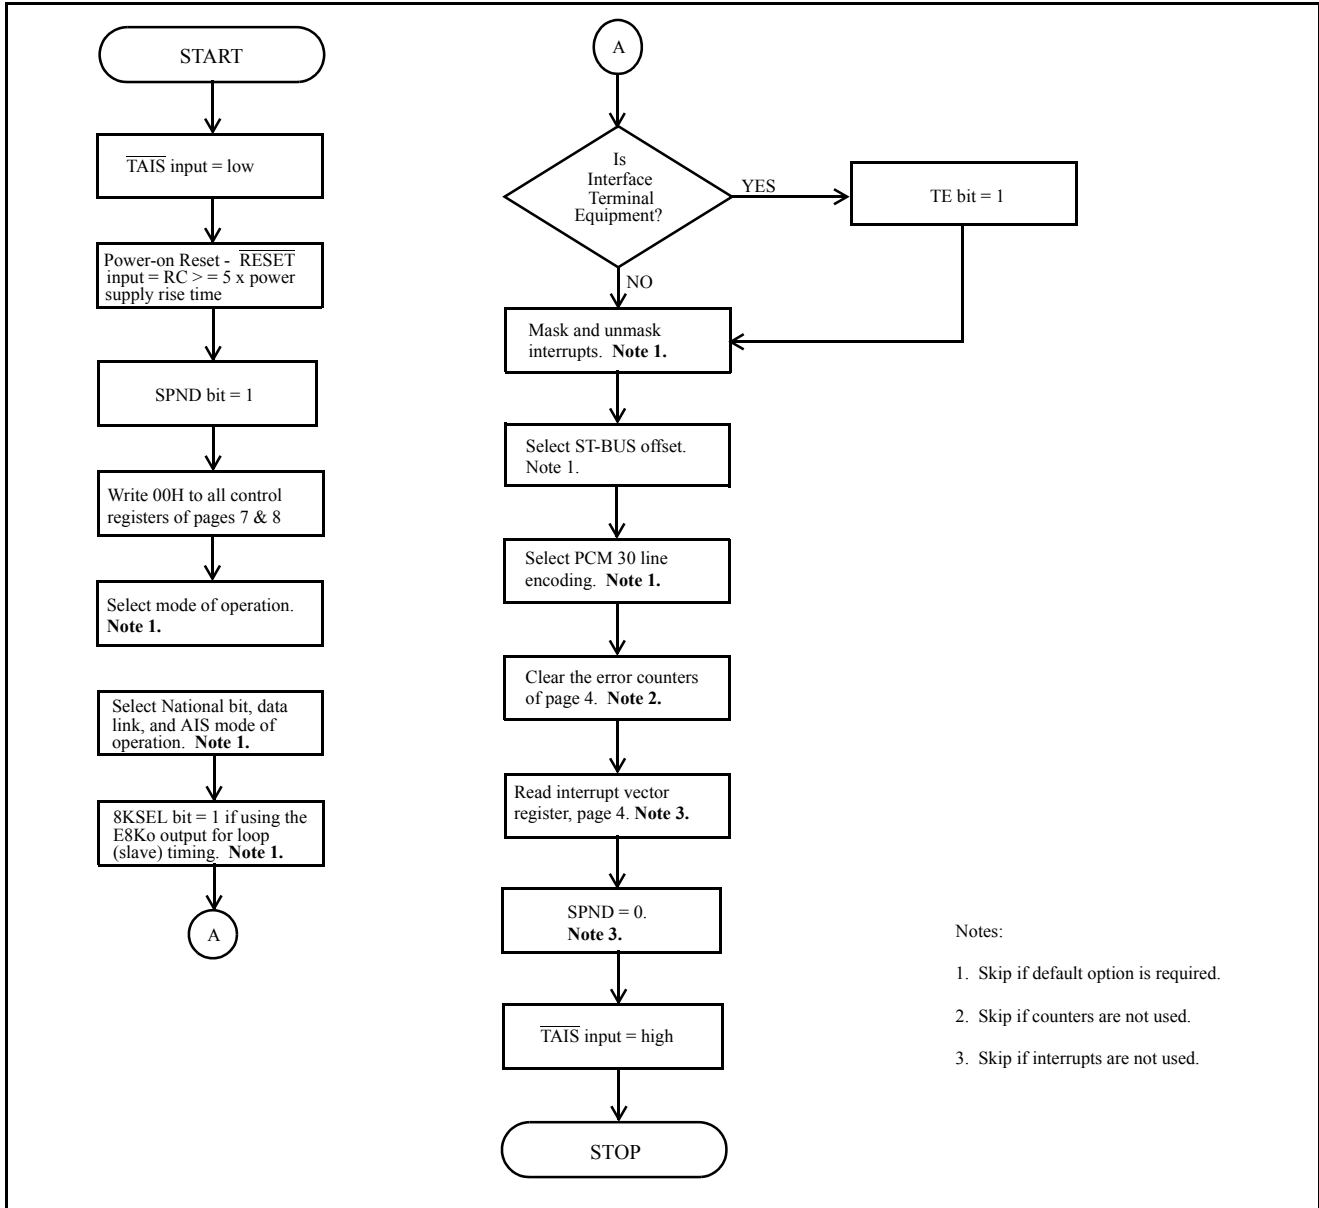 START
TAIS input = low
Power-on Reset - RESET
input = RC > = 5 x power
supply rise time
SPND bit = 1
Write 00H to all control
registers of pages 7 & 8
Select mode of operation.
Note 1.
Select National bit, data
link, and AIS mode of
operation. Note 1.
8KSEL bit = 1 if using the
E8Ko output for loop
(slave) timing. Note 1.
A
A
Is
Interface
Terminal
Equipment?
YES
TE bit = 1
NO
Mask and unmask
interrupts. Note 1.
Select ST-BUS offset.
Note 1.
Select PCM 30 line
encoding. Note 1.
Clear the error counters
of page 4. Note 2.
Read interrupt vector
register, page 4. Note 3.
SPND = 0.
Note 3.
TAIS input = high
STOP
Notes:
1. Skip if default option is required.
2. Skip if counters are not used.
3. Skip if interrupts are not used.